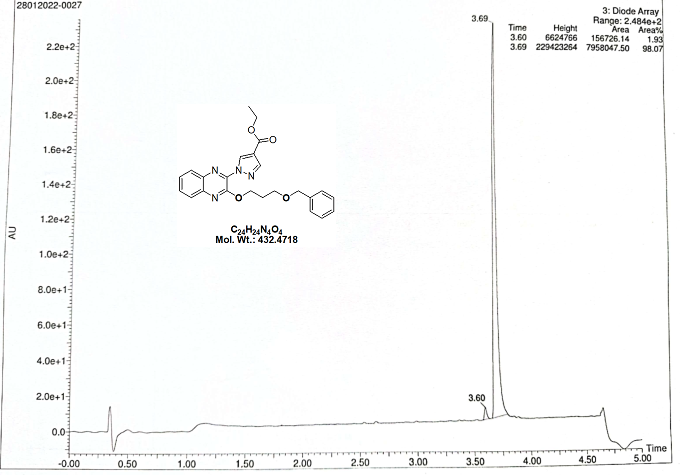 28012022-0027
3: Diode Array
Range: 2.484e+2
Time Height Area Area%
3.60 6624766 156726.14 1.93
3.69 229423264 7958047.50 98.07
3.69
2.2e+2
2.0e+2
1.8e+2
1.6e+2
1.4e+2
1.2e+2
1.0e+2
8.0e+1
6.0e+1
4.0e+1
2.0e+1
0.0
AU
O
O
N
N
N
N
O
O
C24H24N4O4
Mol. Wt.: 432.4718
3.60
-0.00 0.50 1.00 1.50 2.00 2.50 3.00 3.50 4.00 4.50 5.00
Time